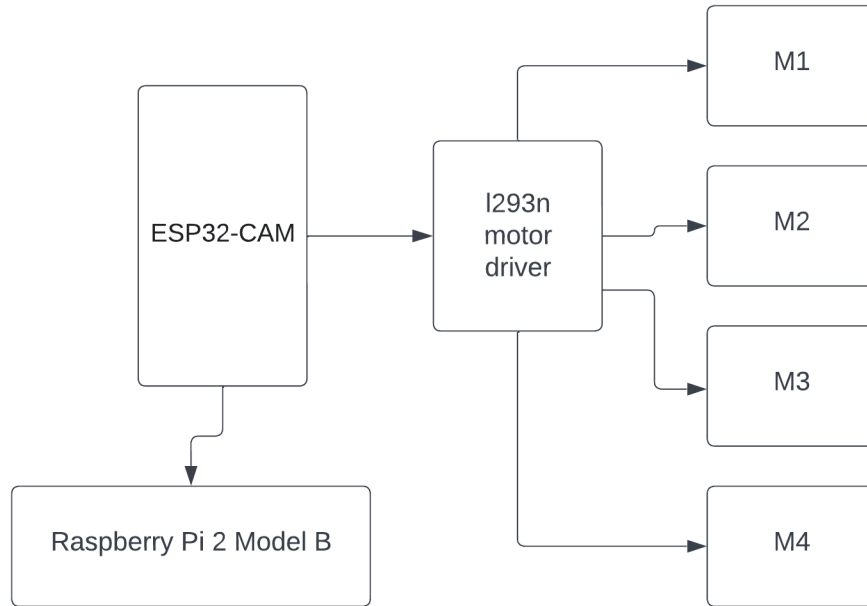 M1
ESP32-CAM
l293n
motor
driver
M2
M3
Raspberry Pi 2 Model B
M4